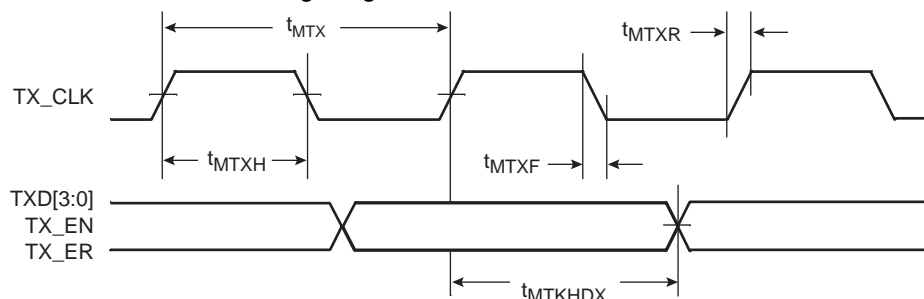 tMTX
tMTXR
TX_CLK
tMTXH
tMTXF
TXD[3:0]
TX_EN
TX_ER
tMTKHDX